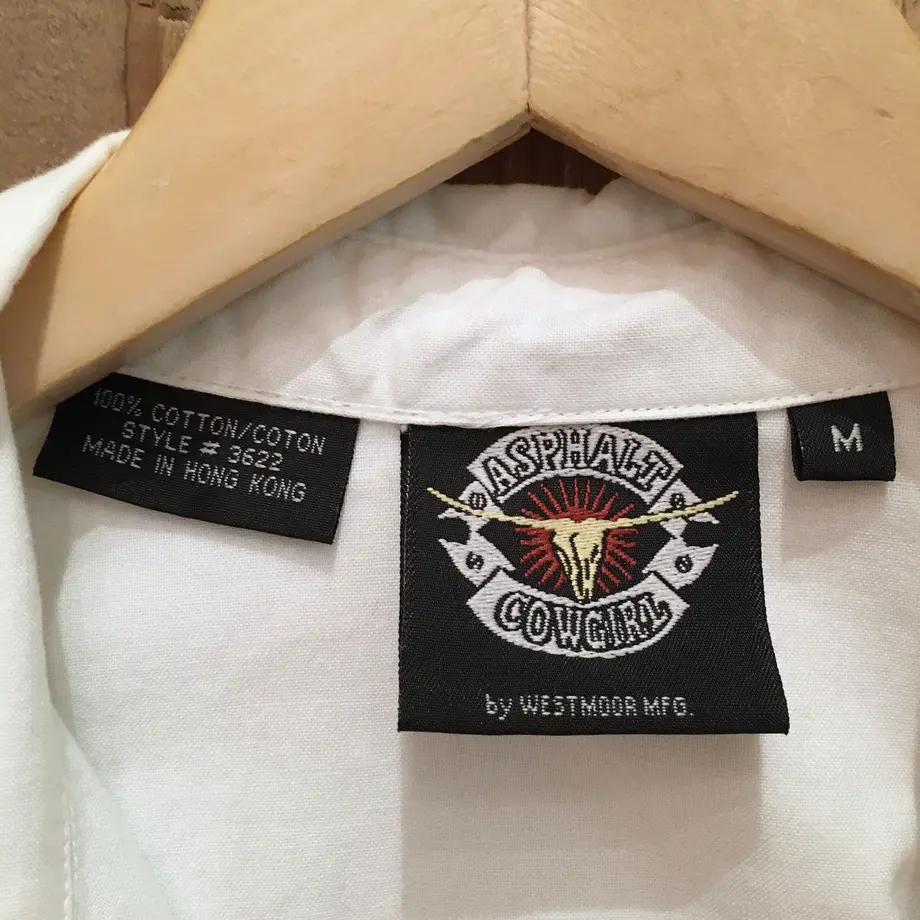 100% COTTON/COTON
STYLE # 3622
MADE IN HONG KONG
ASPHALT
COWGIRL
by WESTMOOR MFG.
M